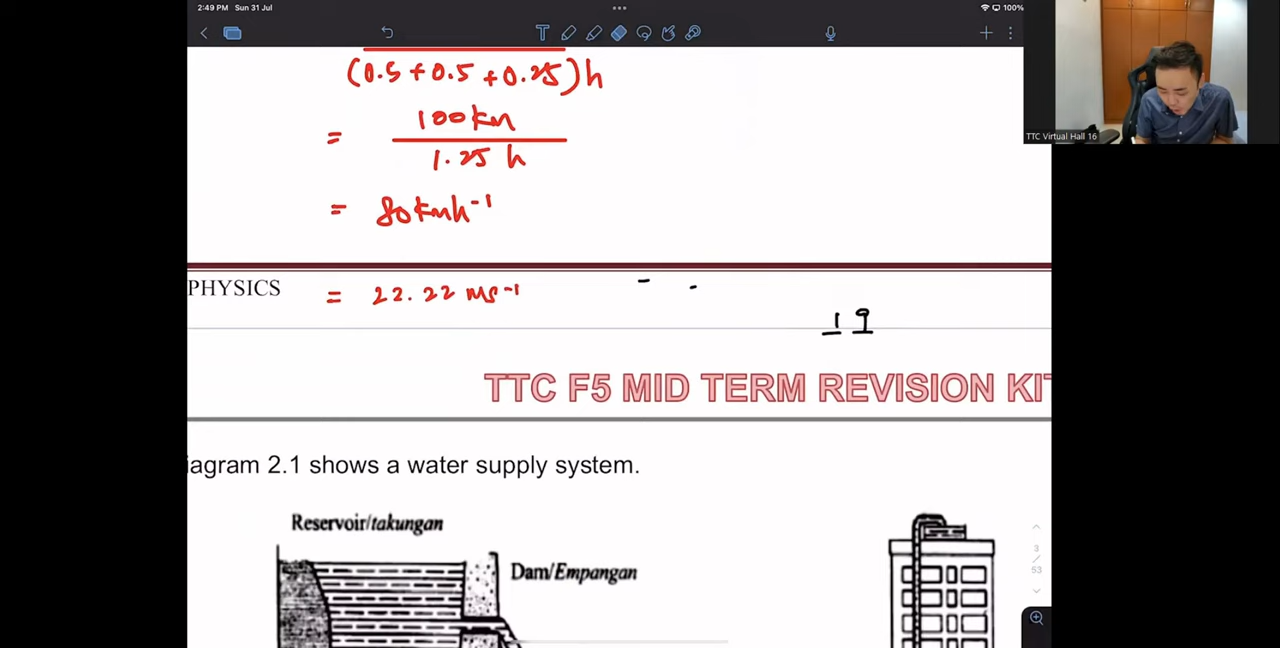 2:49 PM Sun 31 Jul
100%
T
(0.5 + 0.5 + 0.25) h
= 100 km
1.25 h
= 80 kmh⁻¹
TTC Virtual Hall 16
PHYSICS
= 22.22 ms⁻¹
19
TTC F5 MID TERM REVISION KIT
iagram 2.1 shows a water supply system.
Reservoir/takungan
Dam/Empangan
3
/
53